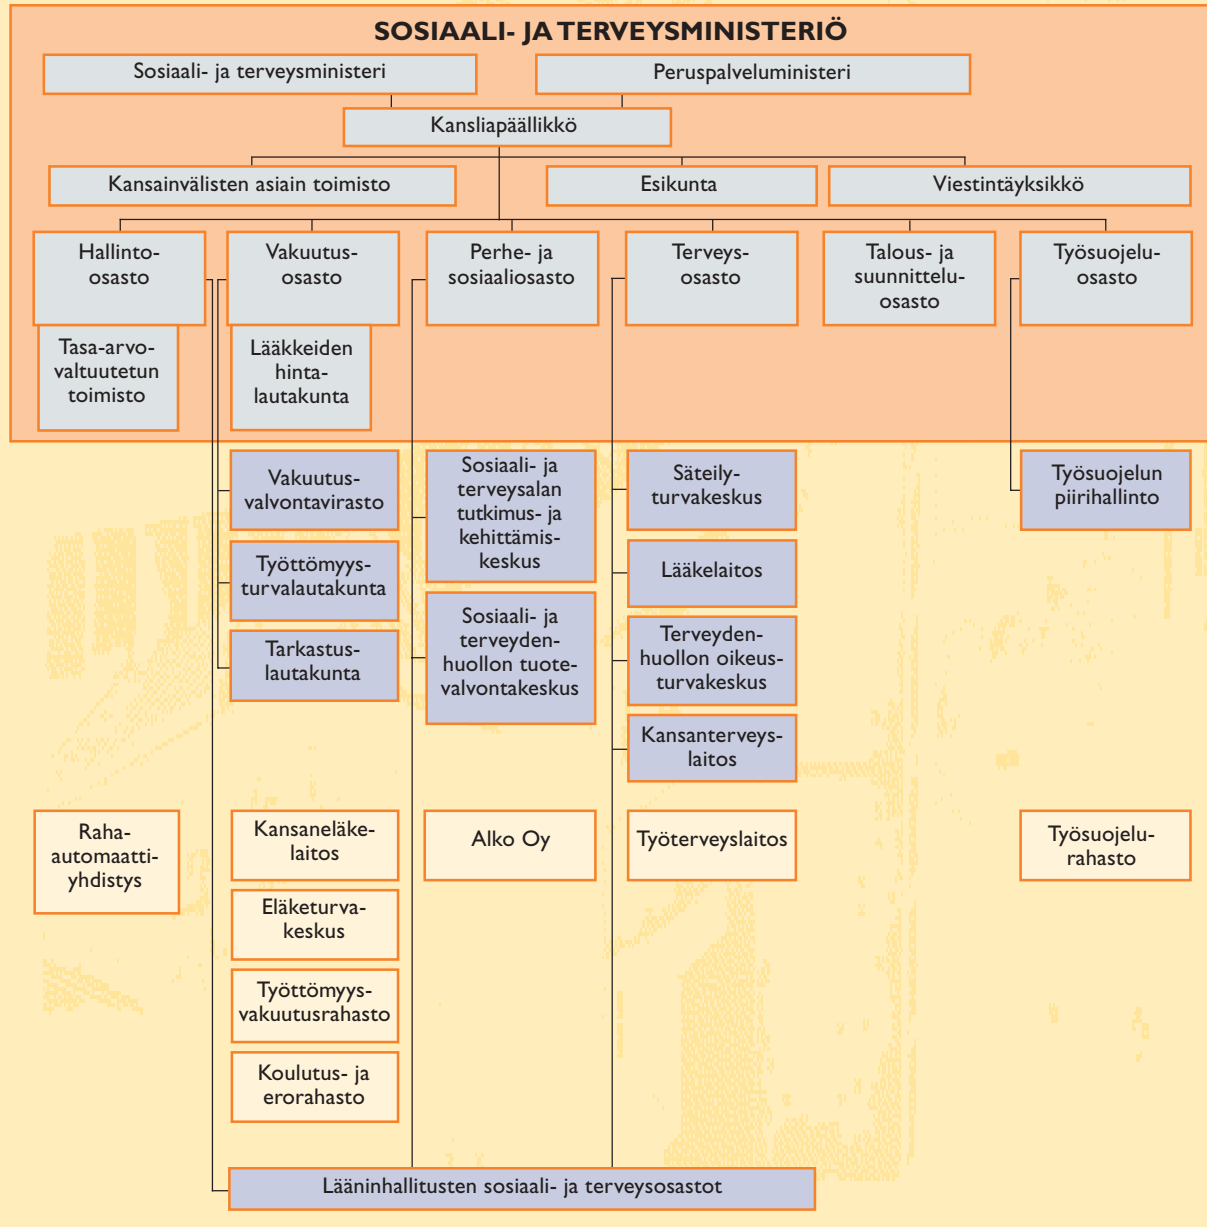 SOSIAALI- JA TERVEYSMINISTERIÖ
Sosiaali- ja terveysministeri
Peruspalveluministeri
Kansliapäällikkö
Kansainvälisten asiain toimisto
Esikunta
Viestintäyksikkö
Hallinto-
osasto
Vakuutus-
osasto
Perhe- ja
sosiaaliosasto
Terveys-
osasto
Talous- ja
suunnittelu-
osasto
Työsuojelu-
osasto
Tasa-arvo-
valtuutetun
toimisto
Lääkkeiden
hinta-
lautakunta
Vakuutus-
valvontavirasto
Sosiaali- ja
terveysalan
tutkimus- ja
kehittämis-
keskus
Säteily-
turvakeskus
Työsuojelun
piirihallinto
Työttömyys-
turvalautakunta
Lääkelaitos
Tarkastus-
lautakunta
Sosiaali- ja
terveyden-
huollon tuote-
valvontakeskus
Terveyden-
huollon oikeus-
turvakeskus
Kansanterveys-
laitos
Raha-
automaatti-
yhdistys
Kansaneläke-
laitos
Alko Oy
Työterveyslaitos
Työsuojelu-
rahasto
Eläketurva-
keskus
Työttömyys-
vakuutusrahasto
Koulutus- ja
erorahasto
Lääninhallitusten sosiaali- ja terveysosastot